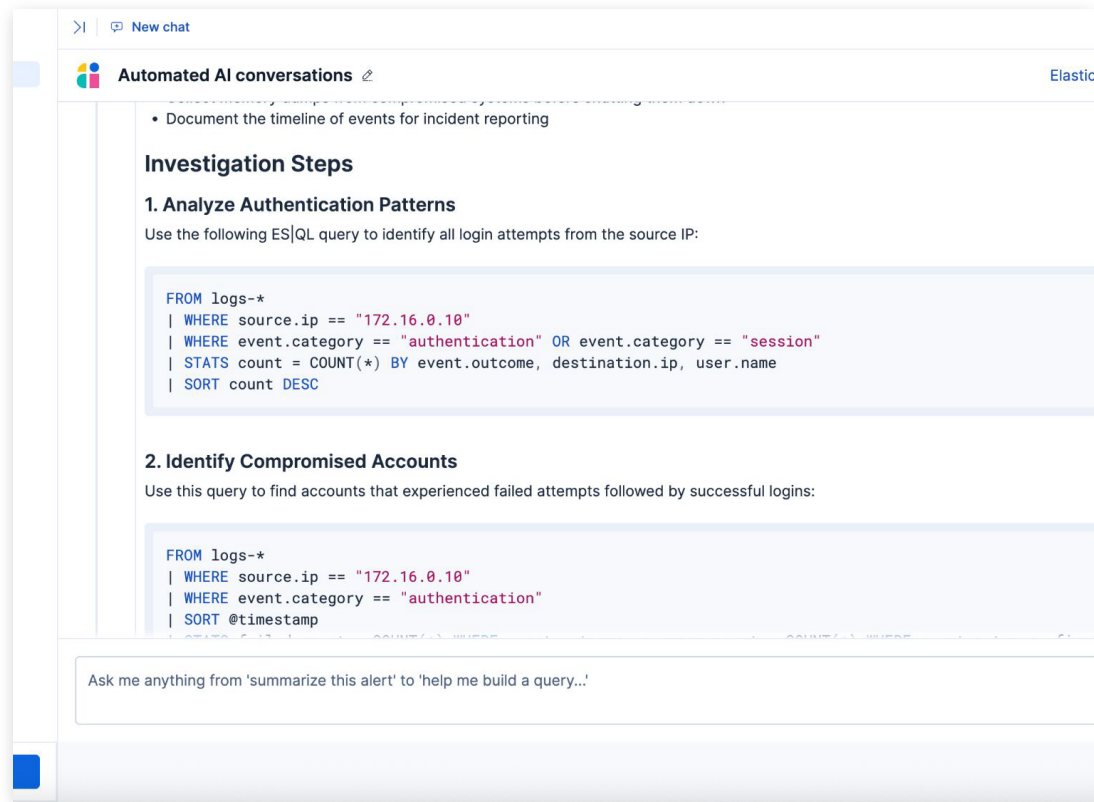 New chat
Automated AI conversations
Elastic
• Document the timeline of events for incident reporting
Investigation Steps
1. Analyze Authentication Patterns
Use the following ES|QL query to identify all login attempts from the source IP:
FROM logs-*
| WHERE source.ip == "172.16.0.10"
| WHERE event.category == "authentication" OR event.category == "session"
| STATS count = COUNT(*) BY event.outcome, destination.ip, user.name
| SORT count DESC
2. Identify Compromised Accounts
Use this query to find accounts that experienced failed attempts followed by successful logins:
FROM logs-*
| WHERE source.ip == "172.16.0.10"
| WHERE event.category == "authentication"
| SORT @timestamp
Ask me anything from 'summarize this alert' to 'help me build a query...'